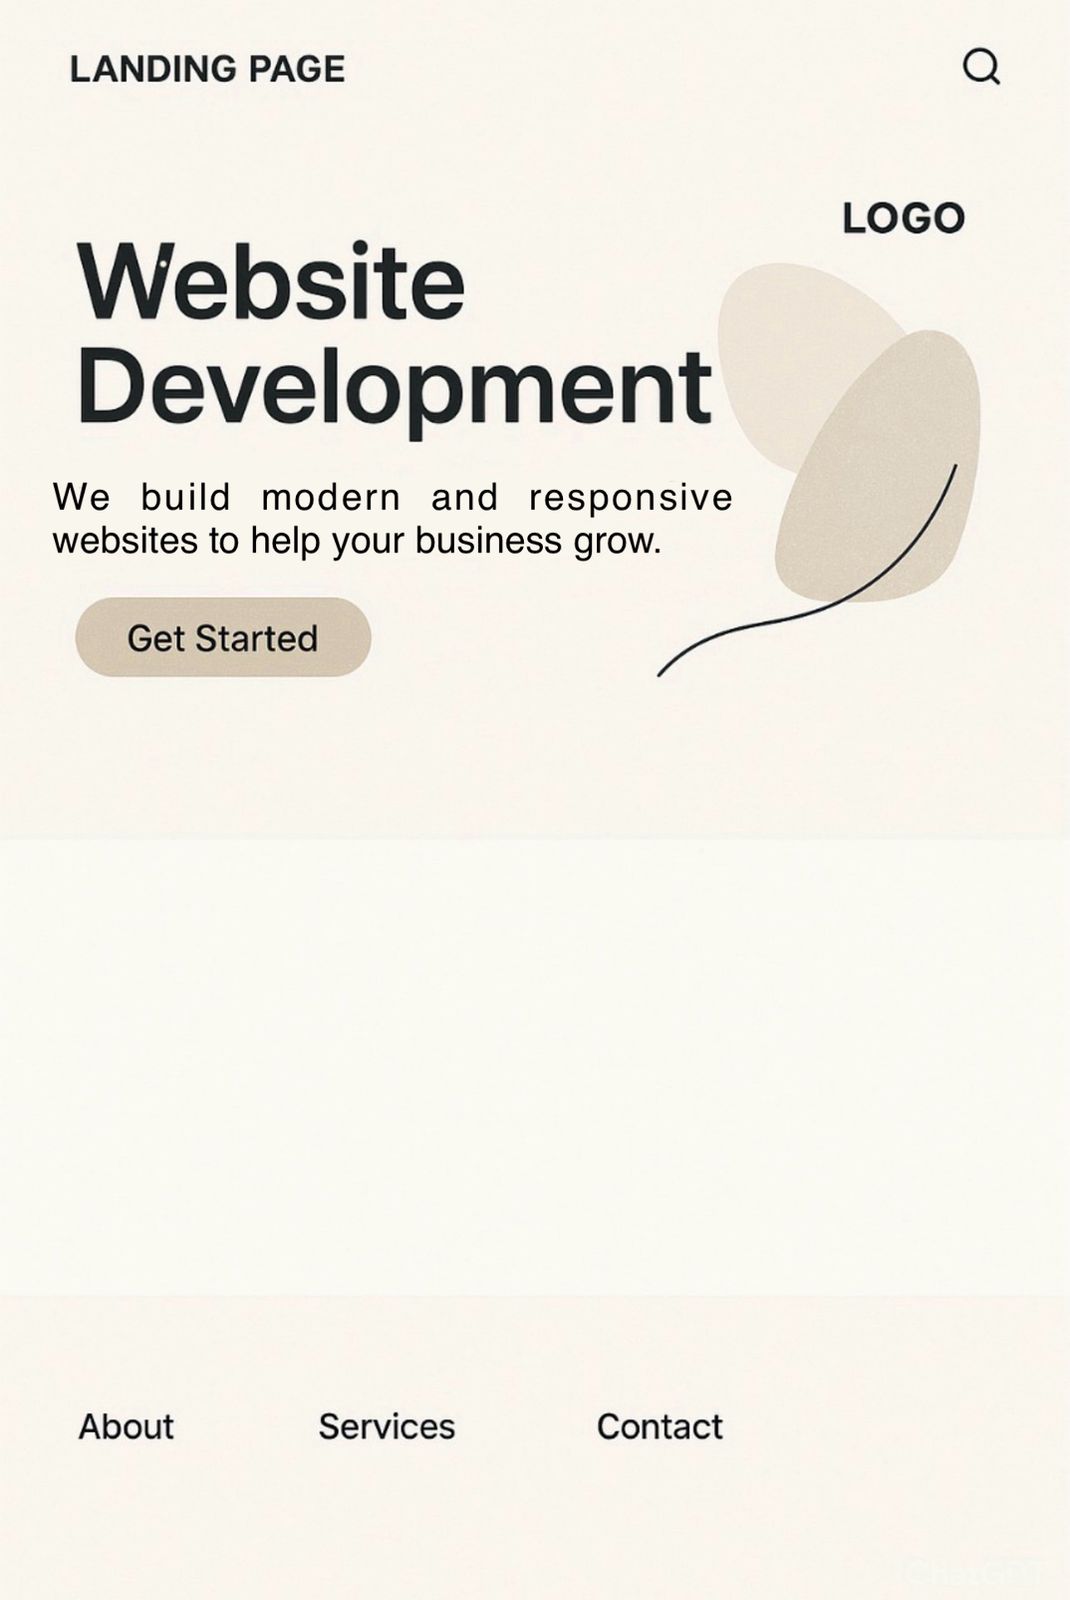 LANDING PAGE
LOGO
Website
Development
We build modern and responsive
websites to help your business grow.
Get Started
About
Services
Contact